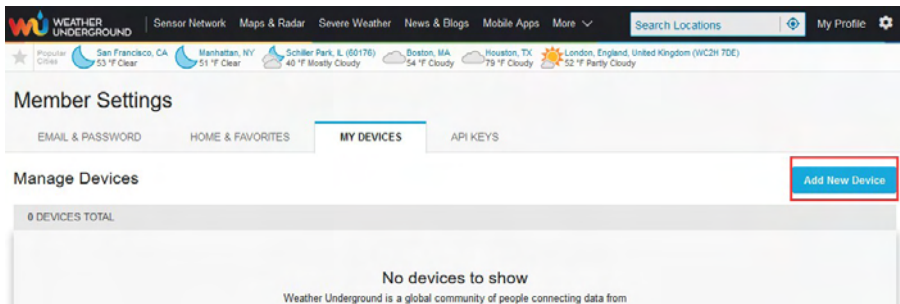 WEATHER UNDERGROUND
Sensor Network Maps & Radar Severe Weather News & Blogs Mobile Apps More Search Locations My Profile
Popular Cities
San Francisco, CA 53 °F Clear
Manhattan, NY 51 °F Clear
Schiller Park, IL (60176) 40 °F Mostly Cloudy
Boston, MA 54 °F Cloudy
Houston, TX 79 °F Cloudy
London, England, United Kingdom (WC2H 7DE) 52 °F Partly Cloudy
Member Settings
EMAIL & PASSWORD HOME & FAVORITES MY DEVICES API KEYS
Manage Devices Add New Device
0 DEVICES TOTAL
No devices to show
Weather Underground is a global community of people connecting data from